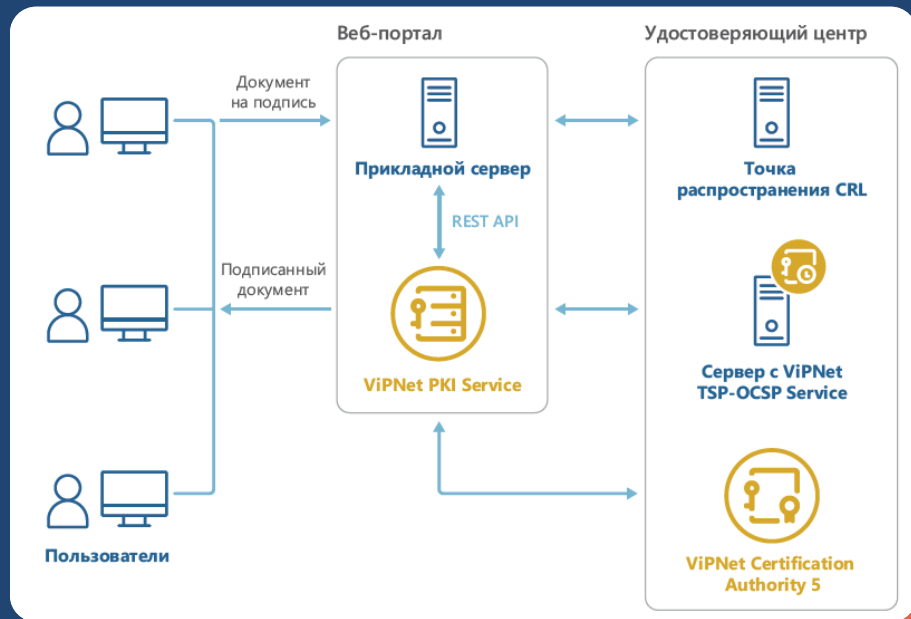 Веб-портал
Удостоверяющий центр
Документ
на подпись
Прикладной сервер
Точка
распространения CRL
REST API
Подписанный
документ
ViPNet PKI Service
Сервер с ViPNet
TSP-OCSP Service
Пользователи
ViPNet Certification
Authority 5